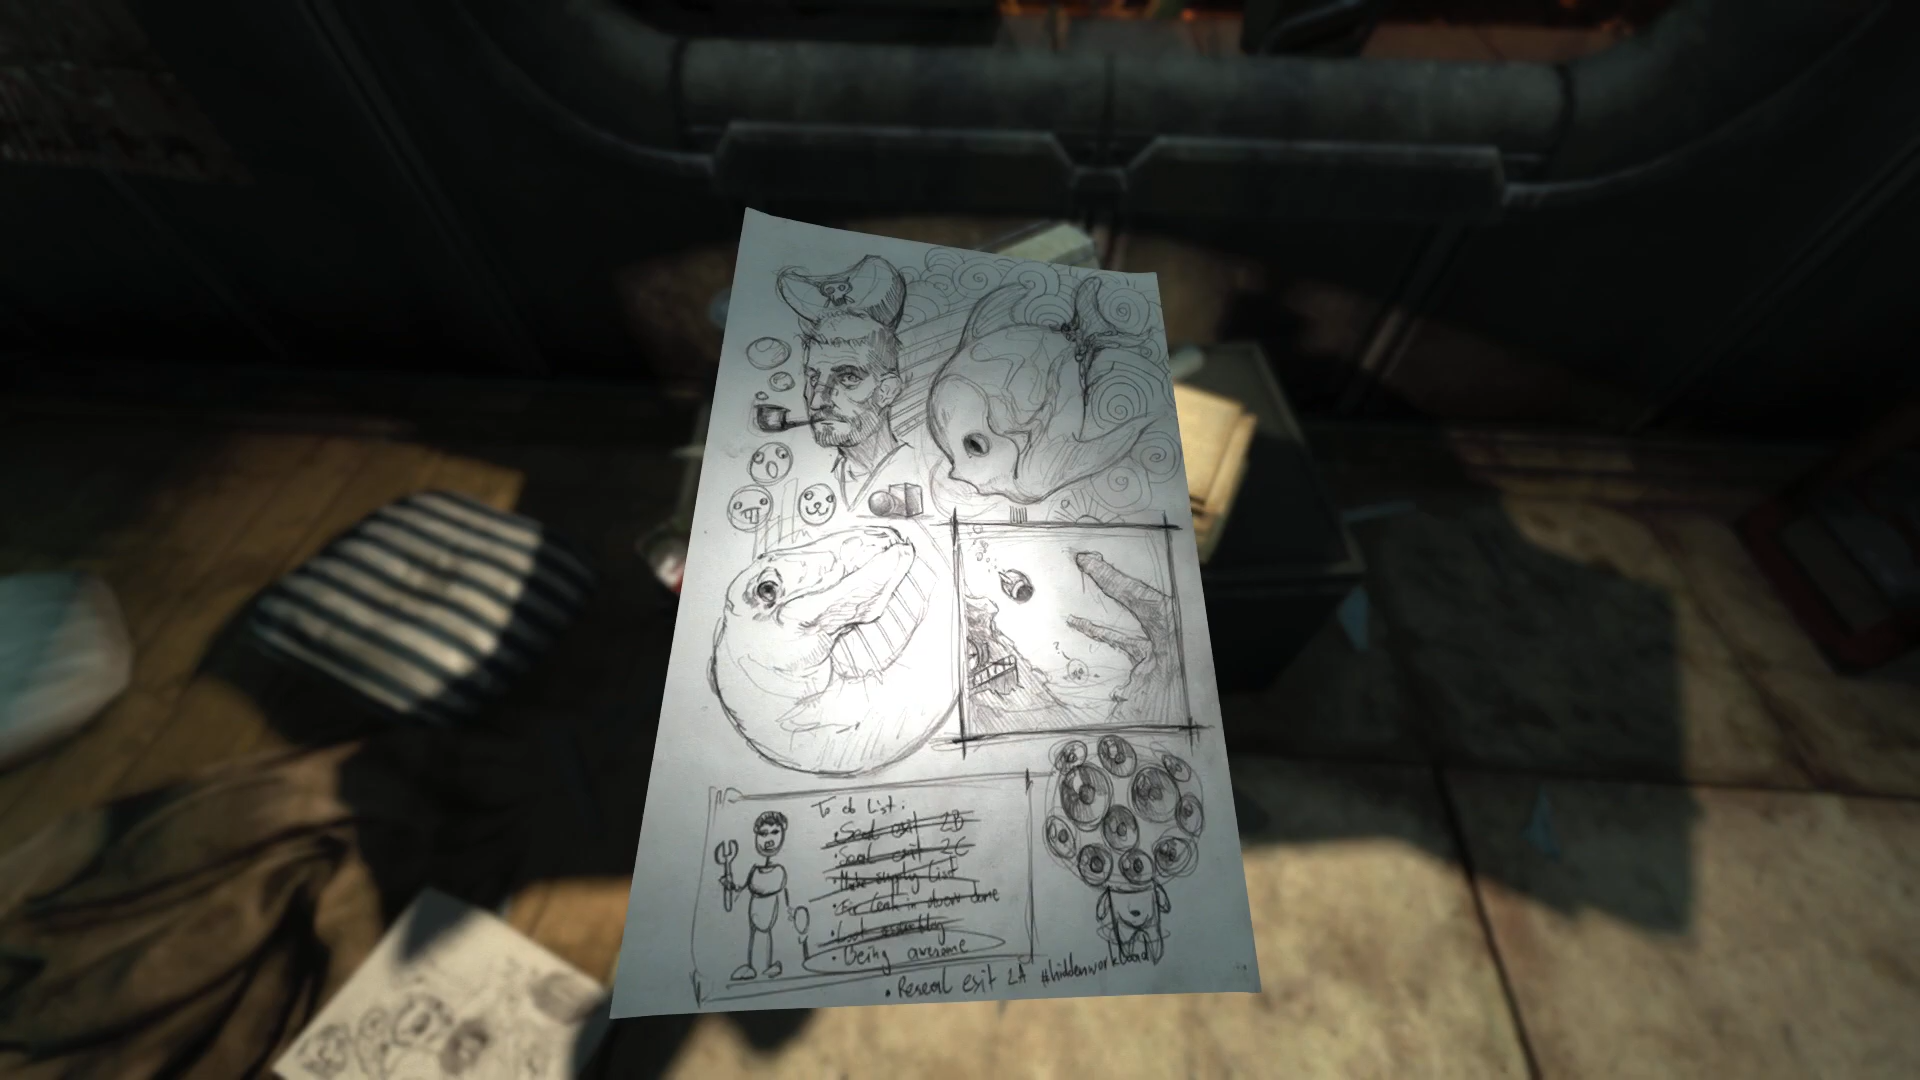 To do List:
• Seal exit 2B
• Seal exit 2C
• Make supply List
• Fix leak in dome
• Loot
• Being awesome
• Reseal exit 2A #hiddenworkload